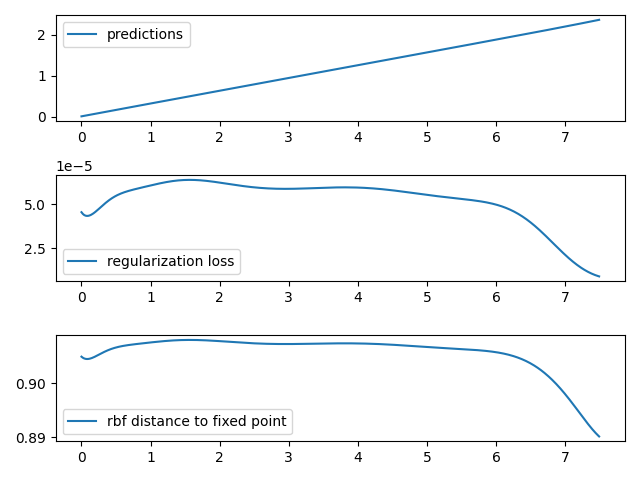 2
1
0
predictions
0 1 2 3 4 5 6 7
1e−5
5.0
2.5
regularization loss
0 1 2 3 4 5 6 7
0.90
0.89
rbf distance to fixed point
0 1 2 3 4 5 6 7